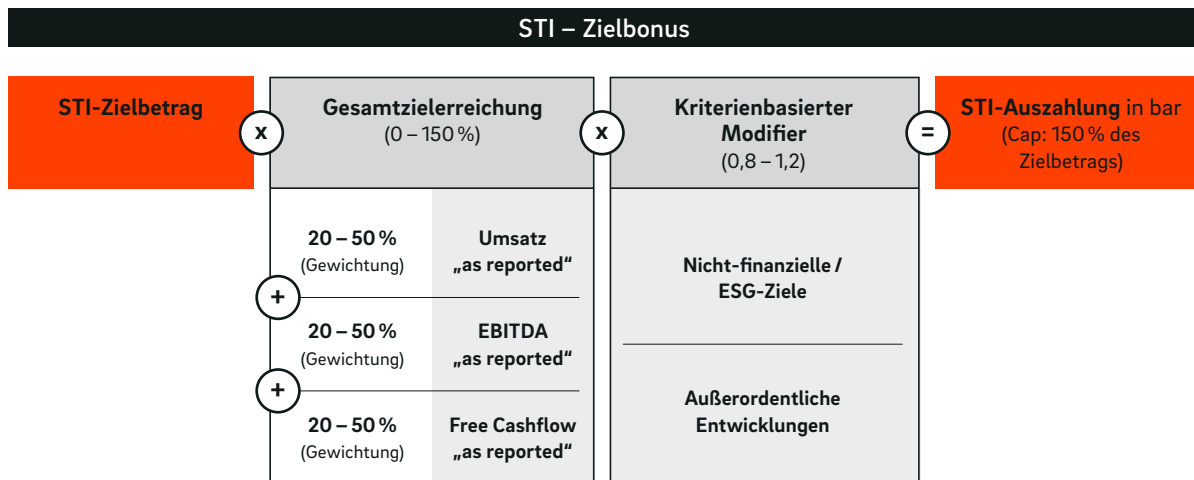 STI – Zielbonus
STI-Zielbetrag
x
Gesamtzielerreichung
(0 – 150 %)
x
Kriterienbasierter
Modifier
(0,8 – 1,2)
=
STI-Auszahlung in bar
(Cap: 150 % des
Zielbetrags)
20 – 50 %
(Gewichtung)
Umsatz
„as reported“
+
20 – 50 %
(Gewichtung)
EBITDA
„as reported“
+
20 – 50 %
(Gewichtung)
Free Cashflow
„as reported“
Nicht-finanzielle /
ESG-Ziele
Außerordentliche
Entwicklungen